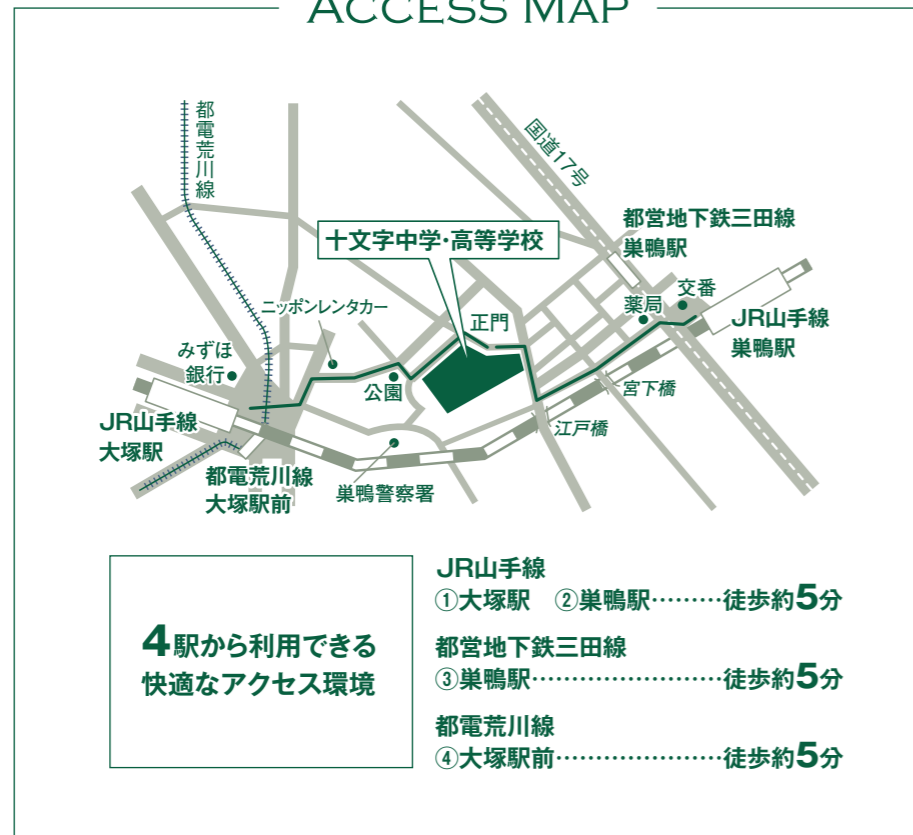 ACCESS MAP
都電荒川線
国道17号
都営地下鉄三田線
巣鴨駅
十文字中学・高等学校
ニッポンレンタカー
正門
薬局
交番
JR山手線
巣鴨駅
みずほ
銀行
公園
宮下橋
江戸橋
JR山手線
大塚駅
都電荒川線
大塚駅前
巣鴨警察署
4駅から利用できる
快適なアクセス環境
JR山手線
①大塚駅　②巣鴨駅………徒歩約5分
都営地下鉄三田線
③巣鴨駅……………………徒歩約5分
都電荒川線
④大塚駅前…………………徒歩約5分